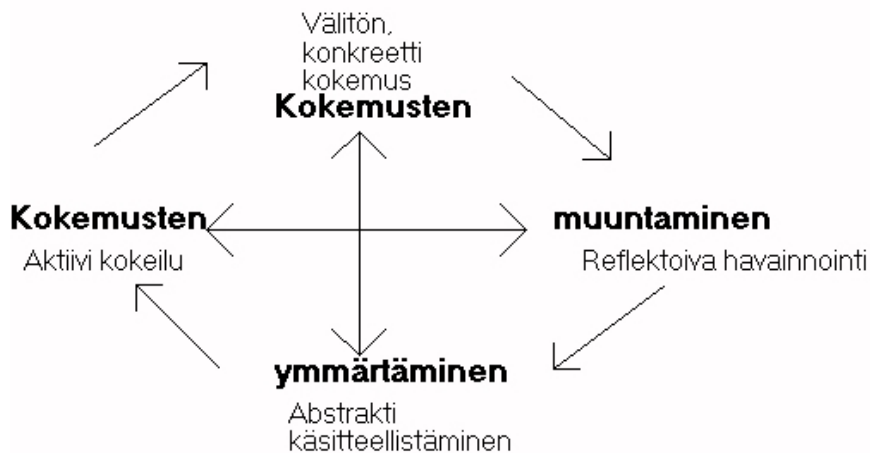 Välitön,
konkreetti
kokemus
Kokemusten
Kokemusten
muuntaminen
Aktiivi kokeilu
Reflektoiva havainnointi
ymmärtäminen
Abstrakti
käsitteellistäminen